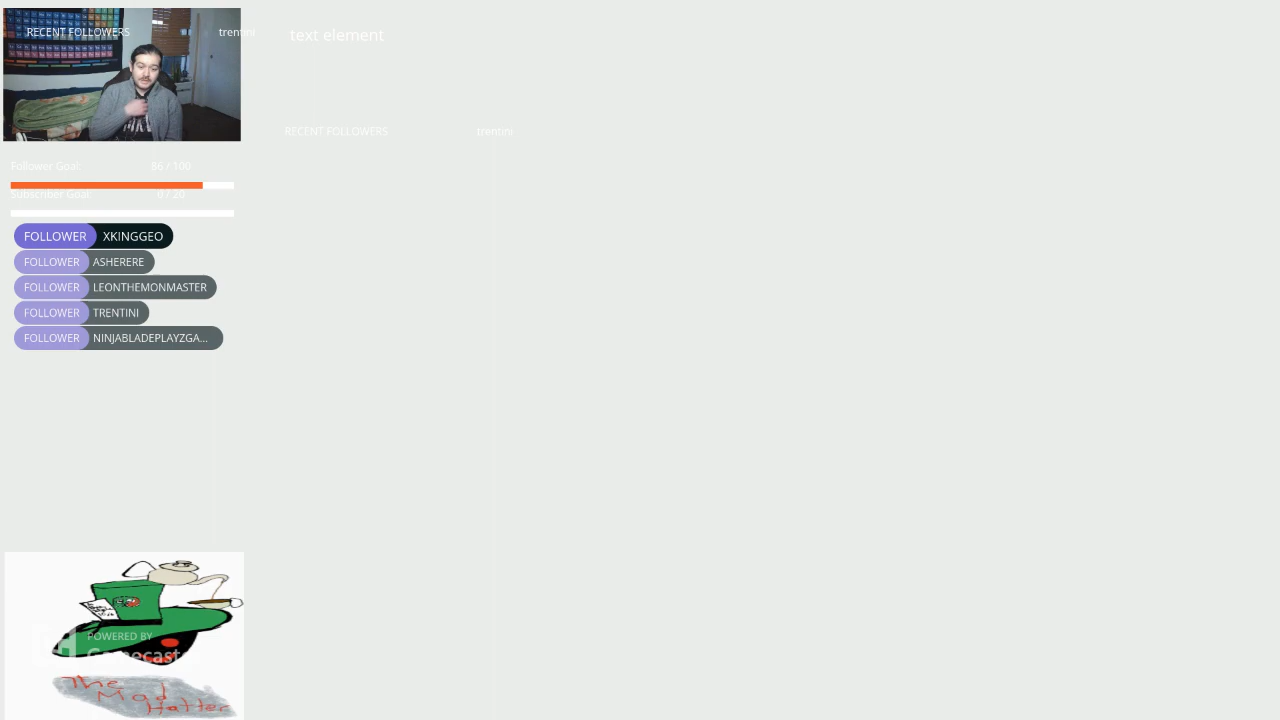 RECENT FOLLOWERS trentini
text element
RECENT FOLLOWERS trentini
Follower Goal: 86 / 100
Subscriber Goal: 0 / 20
FOLLOWER XKINGGEO
FOLLOWER ASHERERE
FOLLOWER LEONTHEMONMASTER
FOLLOWER TRENTINI
FOLLOWER NINJABLADEPLAYZGA...
POWERED BY
Gamecaster
The
Mad
Hatter